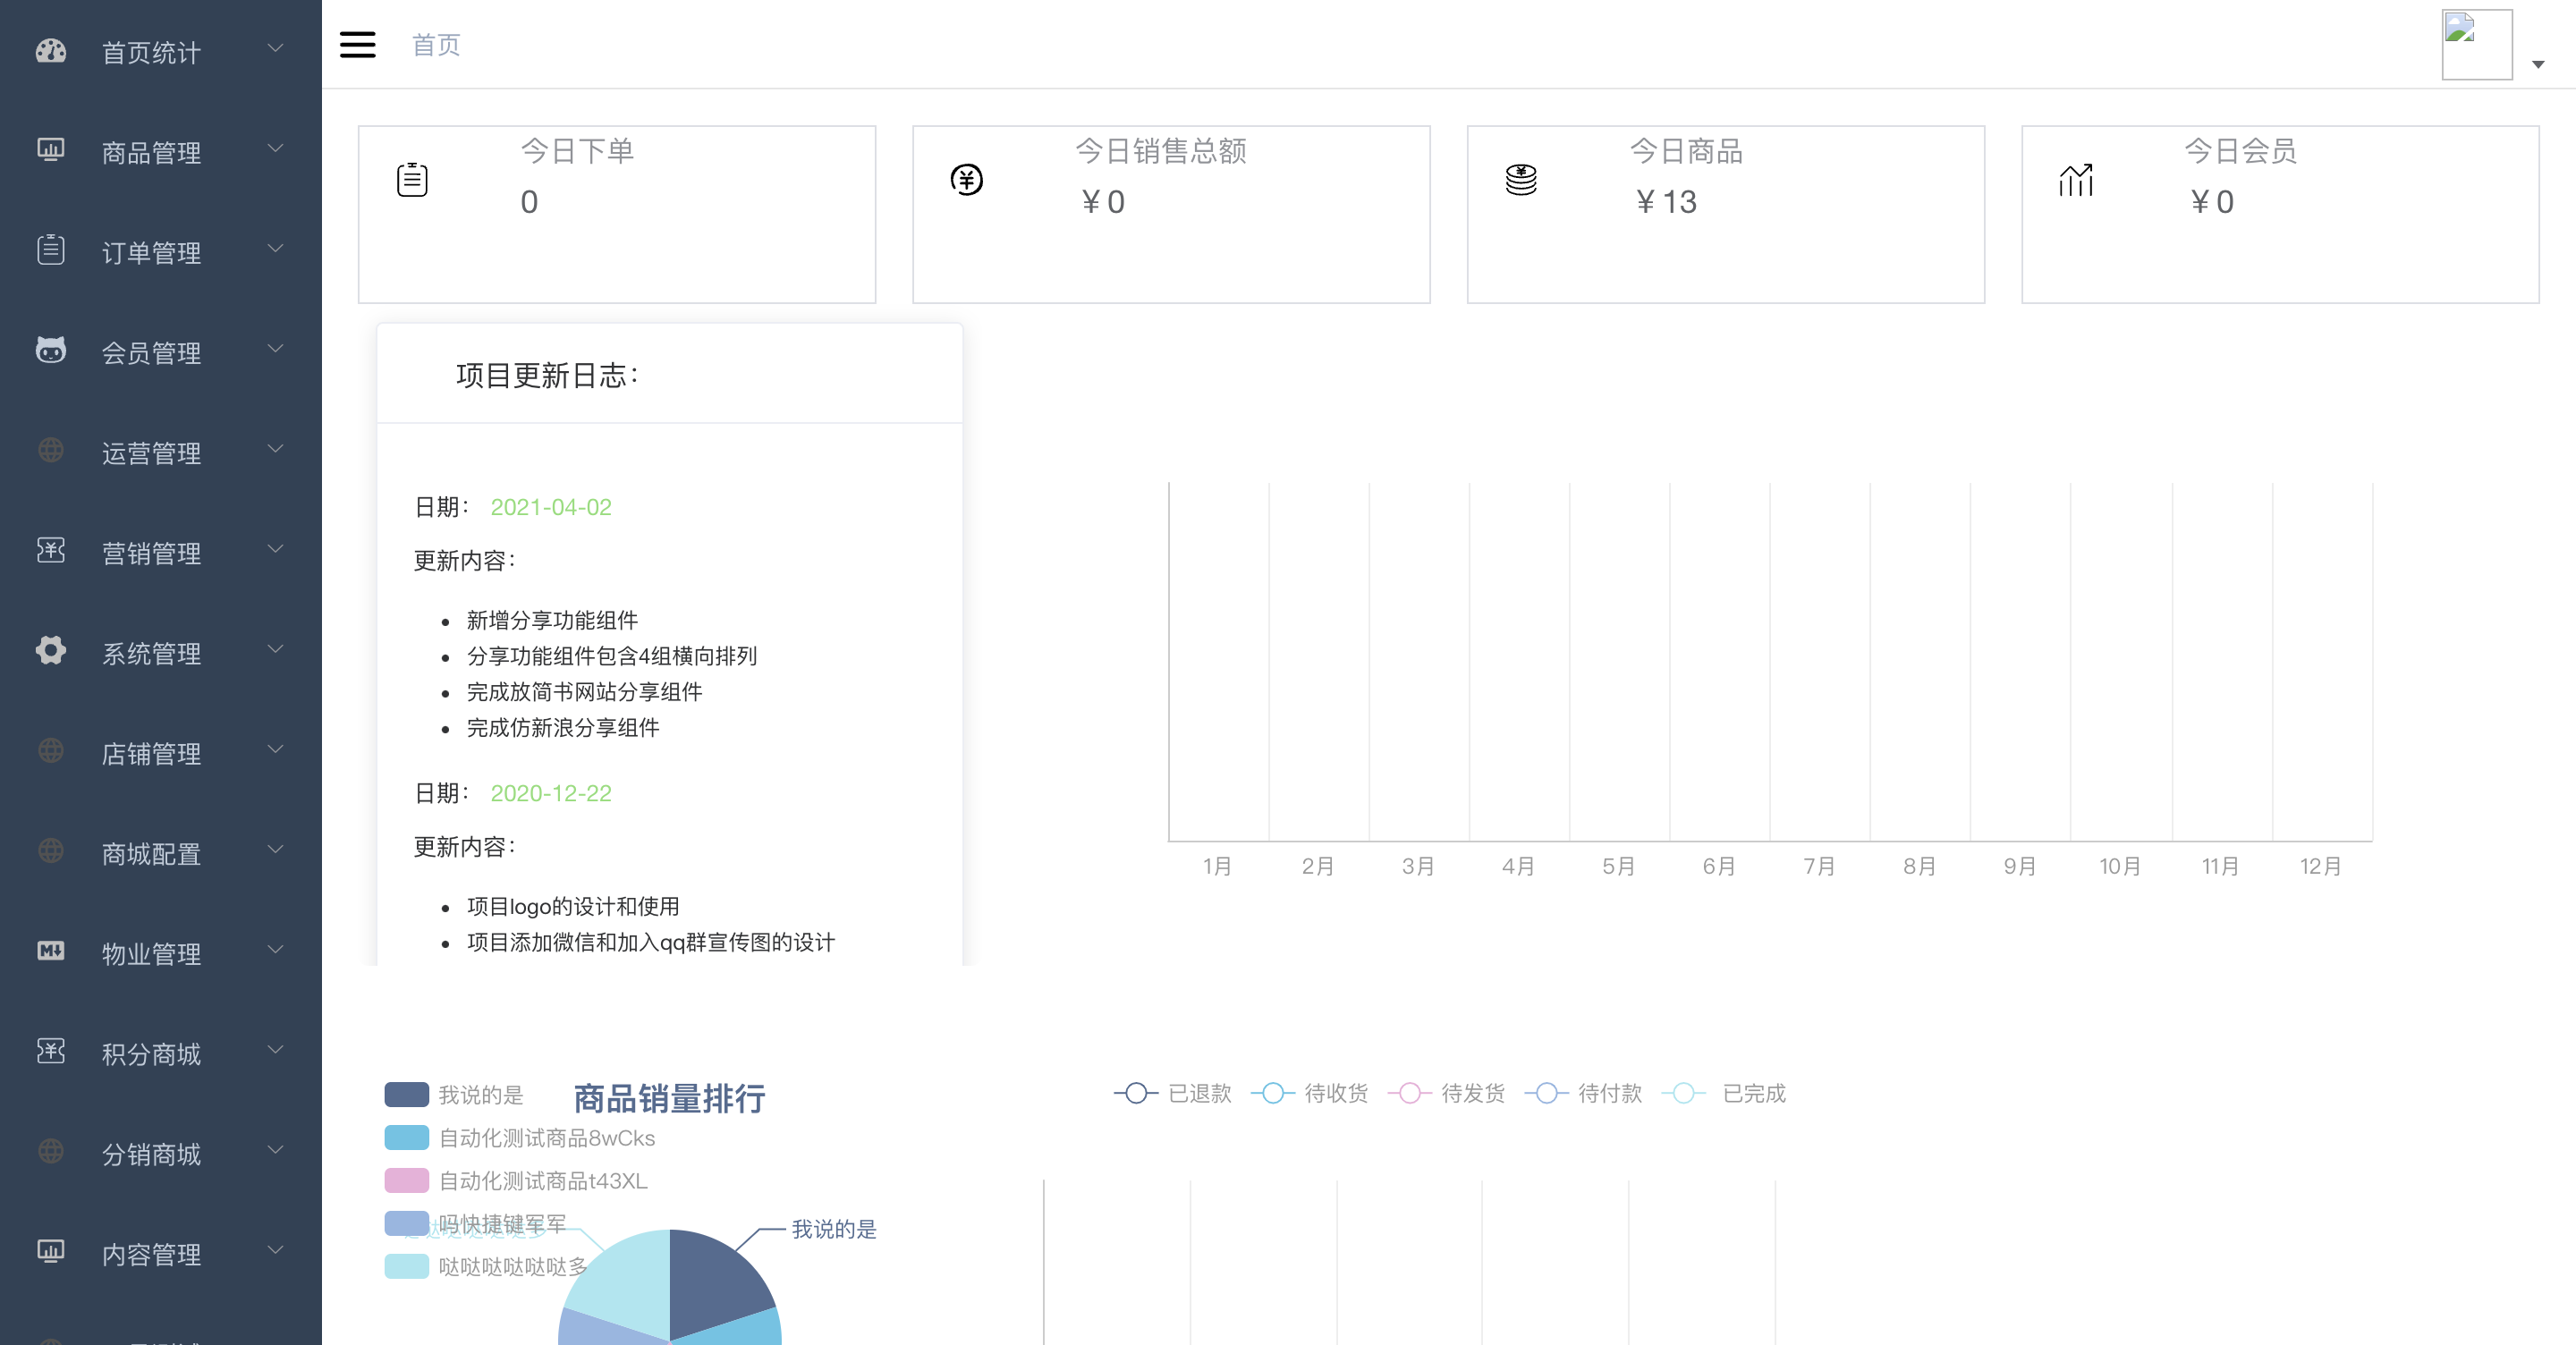 首页统计
商品管理
订单管理
会员管理
运营管理
营销管理
系统管理
店铺管理
商城配置
物业管理
积分商城
分销商城
内容管理
首页
今日下单
0
今日销售总额
¥ 0
今日商品
¥ 13
今日会员
¥ 0
项目更新日志：
日期： 2021-04-02
更新内容：
新增分享功能组件
分享功能组件包含4组横向排列
完成放简书网站分享组件
完成仿新浪分享组件
日期： 2020-12-22
更新内容：
项目logo的设计和使用
项目添加微信和加入qq群宣传图的设计
1月 2月 3月 4月 5月 6月 7月 8月 9月 10月 11月 12月
商品销量排行
我说的是
自动化测试商品8wCks
自动化测试商品t43XL
吗快捷键军军
哒哒哒哒哒哒多
我说的是
已退款 待收货 待发货 待付款 已完成